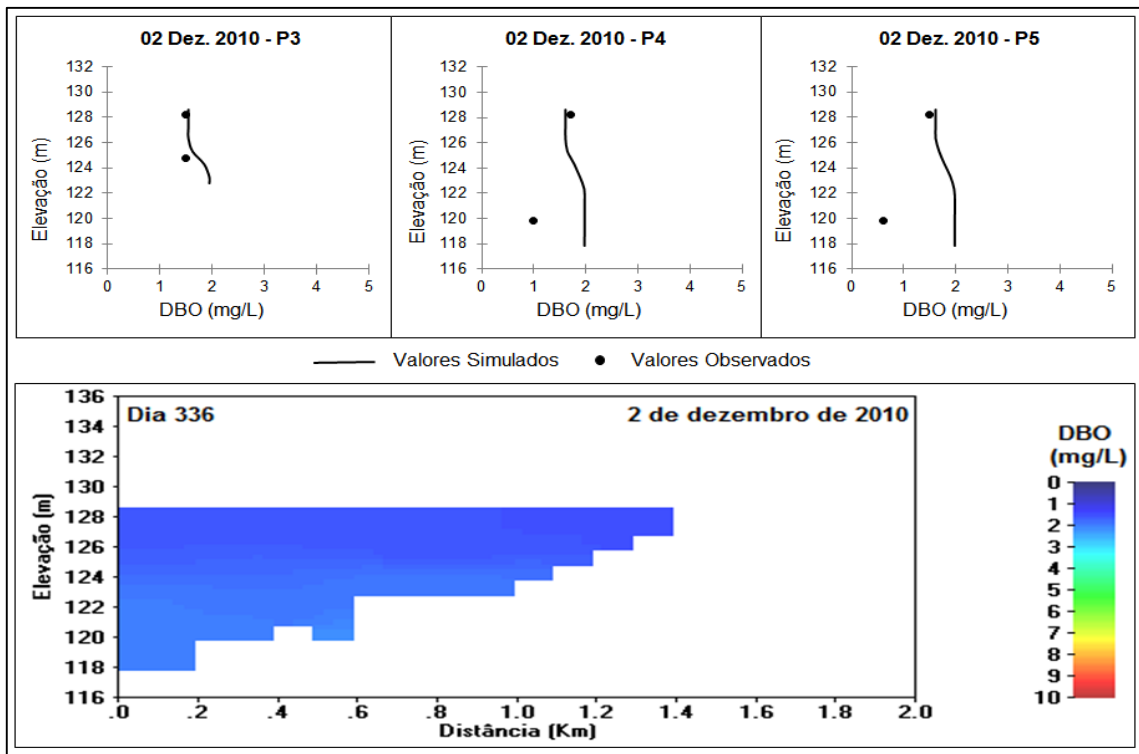 02 Dez. 2010 - P3
132
130
128
126
124
122
120
118
116
Elevação (m)
0 1 2 3 4 5
DBO (mg/L)
02 Dez. 2010 - P4
132
130
128
126
124
122
120
118
116
Elevação (m)
0 1 2 3 4 5
DBO (mg/L)
02 Dez. 2010 - P5
132
130
128
126
124
122
120
118
116
Elevação (m)
0 1 2 3 4 5
DBO (mg/L)
Valores Simulados Valores Observados
Dia 336 2 de dezembro de 2010
136
134
132
130
128
126
124
122
120
118
116
Elevação (m)
.0 .2 .4 .6 .8 1.0 1.2 1.4 1.6 1.8 2.0
Distância (Km)
DBO
(mg/L)
0
1
2
3
4
5
6
7
8
9
10